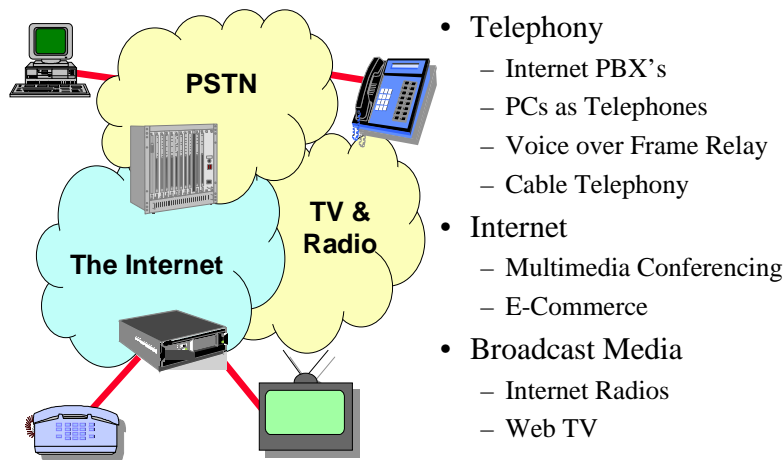 PSTN
TV &
Radio
The Internet
• Telephony
– Internet PBX's
– PCs as Telephones
– Voice over Frame Relay
– Cable Telephony
• Internet
– Multimedia Conferencing
– E-Commerce
• Broadcast Media
– Internet Radios
– Web TV